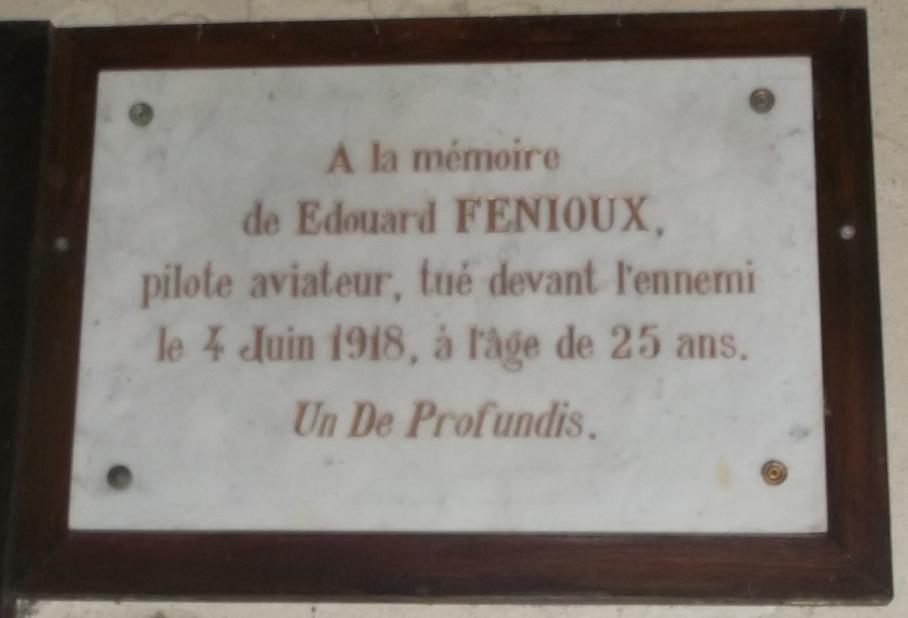 A la mémoire
de Edouard FENIOUX,
pilote aviateur, tué devant l'ennemi
le 4 Juin 1918, à l'âge de 25 ans.
Un De Profundis.